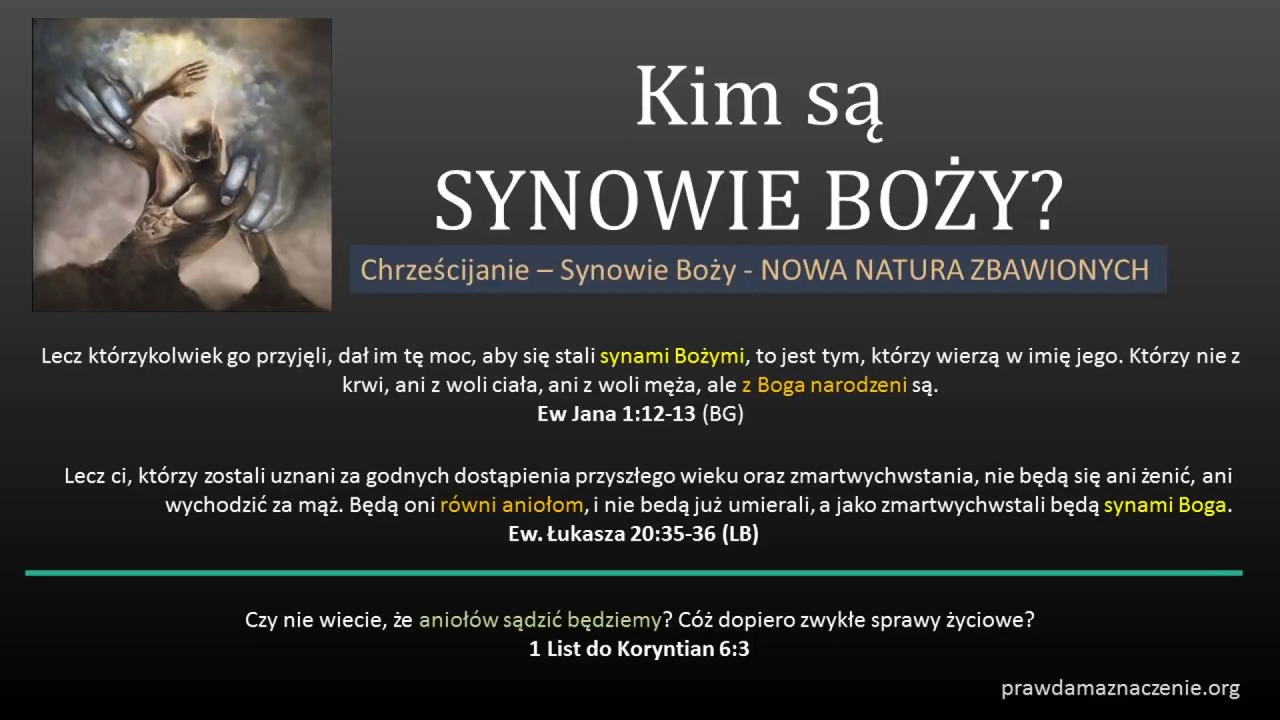 Kim są
SYNOWIE BOŻY?
Chrześcijanie – Synowie Boży - NOWA NATURA ZBAWIONYCH
Lecz którzykolwiek go przyjęli, dał im tę moc, aby się stali synami Bożymi, to jest tym, którzy wierzą w imię jego. Którzy nie z
krwi, ani z woli ciała, ani z woli męża, ale z Boga narodzeni są.
Ew Jana 1:12-13 (BG)
Lecz ci, którzy zostali uznani za godnych dostąpienia przyszłego wieku oraz zmartwychwstania, nie będą się ani żenić, ani
wychodzić za mąż. Będą oni równi aniołom, i nie bedą już umierali, a jako zmartwychwstali będą synami Boga.
Ew. Łukasza 20:35-36 (LB)
Czy nie wiecie, że aniołów sądzić będziemy? Cóż dopiero zwykłe sprawy życiowe?
1 List do Koryntian 6:3
prawdamaznaczenie.org